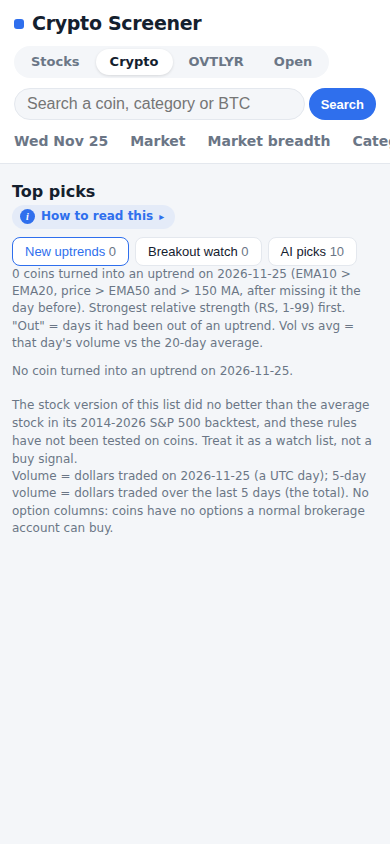 Crypto Screener
Stocks Crypto OVTLYR Open
Search a coin, category or BTC Search
Wed Nov 25 Market Market breadth Categ
Top picks
i How to read this ▸
New uptrends 0 Breakout watch 0 AI picks 10
0 coins turned into an uptrend on 2026-11-25 (EMA10 >
EMA20, price > EMA50 and > 150 MA, after missing it the
day before). Strongest relative strength (RS, 1-99) first.
"Out" = days it had been out of an uptrend. Vol vs avg =
that day's volume vs the 20-day average.
No coin turned into an uptrend on 2026-11-25.
The stock version of this list did no better than the average
stock in its 2014-2026 S&P 500 backtest, and these rules
have not been tested on coins. Treat it as a watch list, not a
buy signal.
Volume = dollars traded on 2026-11-25 (a UTC day); 5-day
volume = dollars traded over the last 5 days (the total). No
option columns: coins have no options a normal brokerage
account can buy.